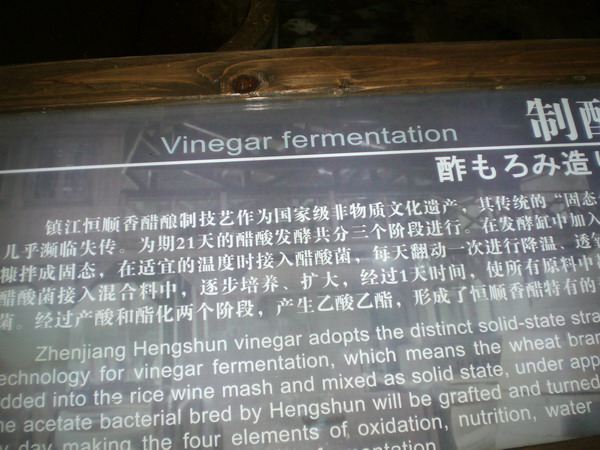 Vinegar fermentation
制醅
酢もろみ造り
镇江恒顺香醋酿制技艺作为国家级非物质文化遗产，其传统的"固态
几乎濒临失传。为期21天的醋酸发酵共分三个阶段进行。在发酵缸中加入
糠拌成固态，在适宜的温度时接入醋酸菌，每天翻动一次进行降温、透
醋酸菌接入混合料中，逐步培养、扩大，经过1天时间，使所有原料中
菌。经过产酸和酯化两个阶段，产生乙酸乙酯，形成了恒顺香醋特有的
Zhenjiang Hengshun vinegar adopts the distinct solid-state stra
echnology for vinegar fermentation, which means the wheat bran
dded into the rice wine mash and mixed as solid state, under app
ne acetate bacterial bred by Hengshun will be grafted and turned
y day making the four elements of oxidation, nutrition, water
fermentation